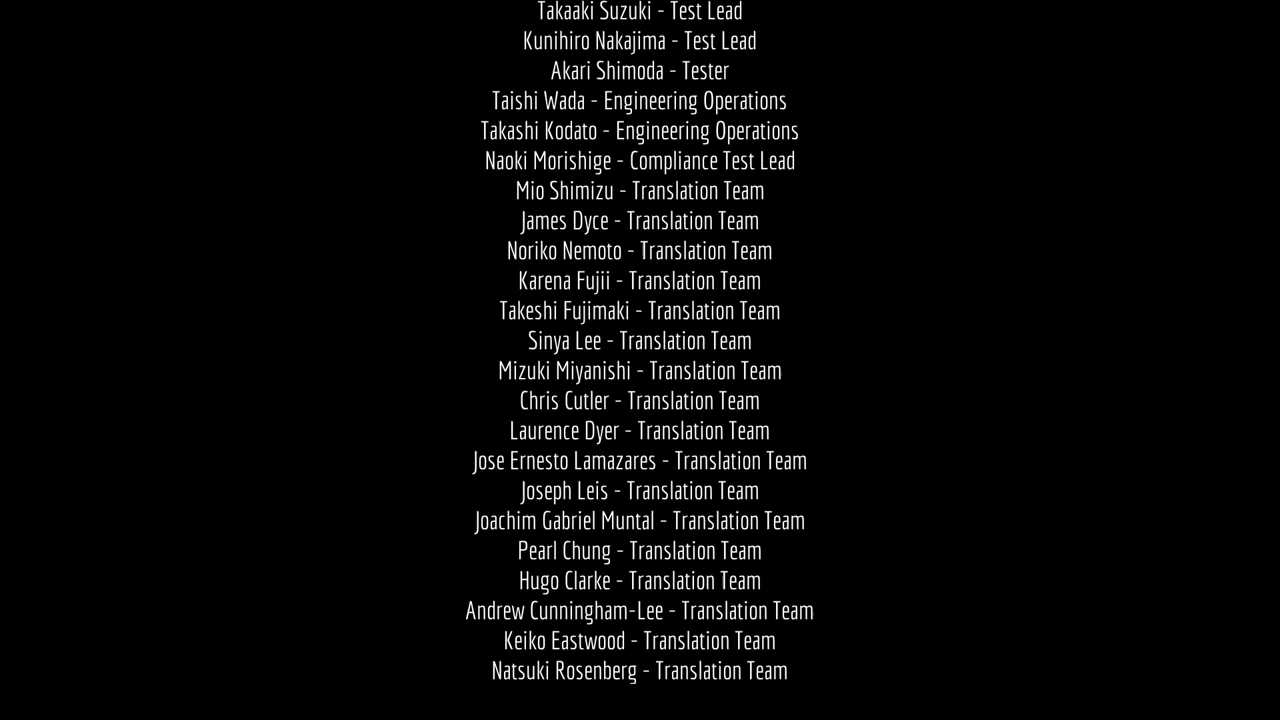 Takaaki Suzuki - Test Lead
Kunihiro Nakajima - Test Lead
Akari Shimoda - Tester
Taishi Wada - Engineering Operations
Takashi Kodato - Engineering Operations
Naoki Morishige - Compliance Test Lead
Mio Shimizu - Translation Team
James Dyce - Translation Team
Noriko Nemoto - Translation Team
Karena Fujii - Translation Team
Takeshi Fujimaki - Translation Team
Sinya Lee - Translation Team
Mizuki Miyanishi - Translation Team
Chris Cutler - Translation Team
Laurence Dyer - Translation Team
Jose Ernesto Lamazares - Translation Team
Joseph Leis - Translation Team
Joachim Gabriel Muntal - Translation Team
Pearl Chung - Translation Team
Hugo Clarke - Translation Team
Andrew Cunningham-Lee - Translation Team
Keiko Eastwood - Translation Team
Natsuki Rosenberg - Translation Team